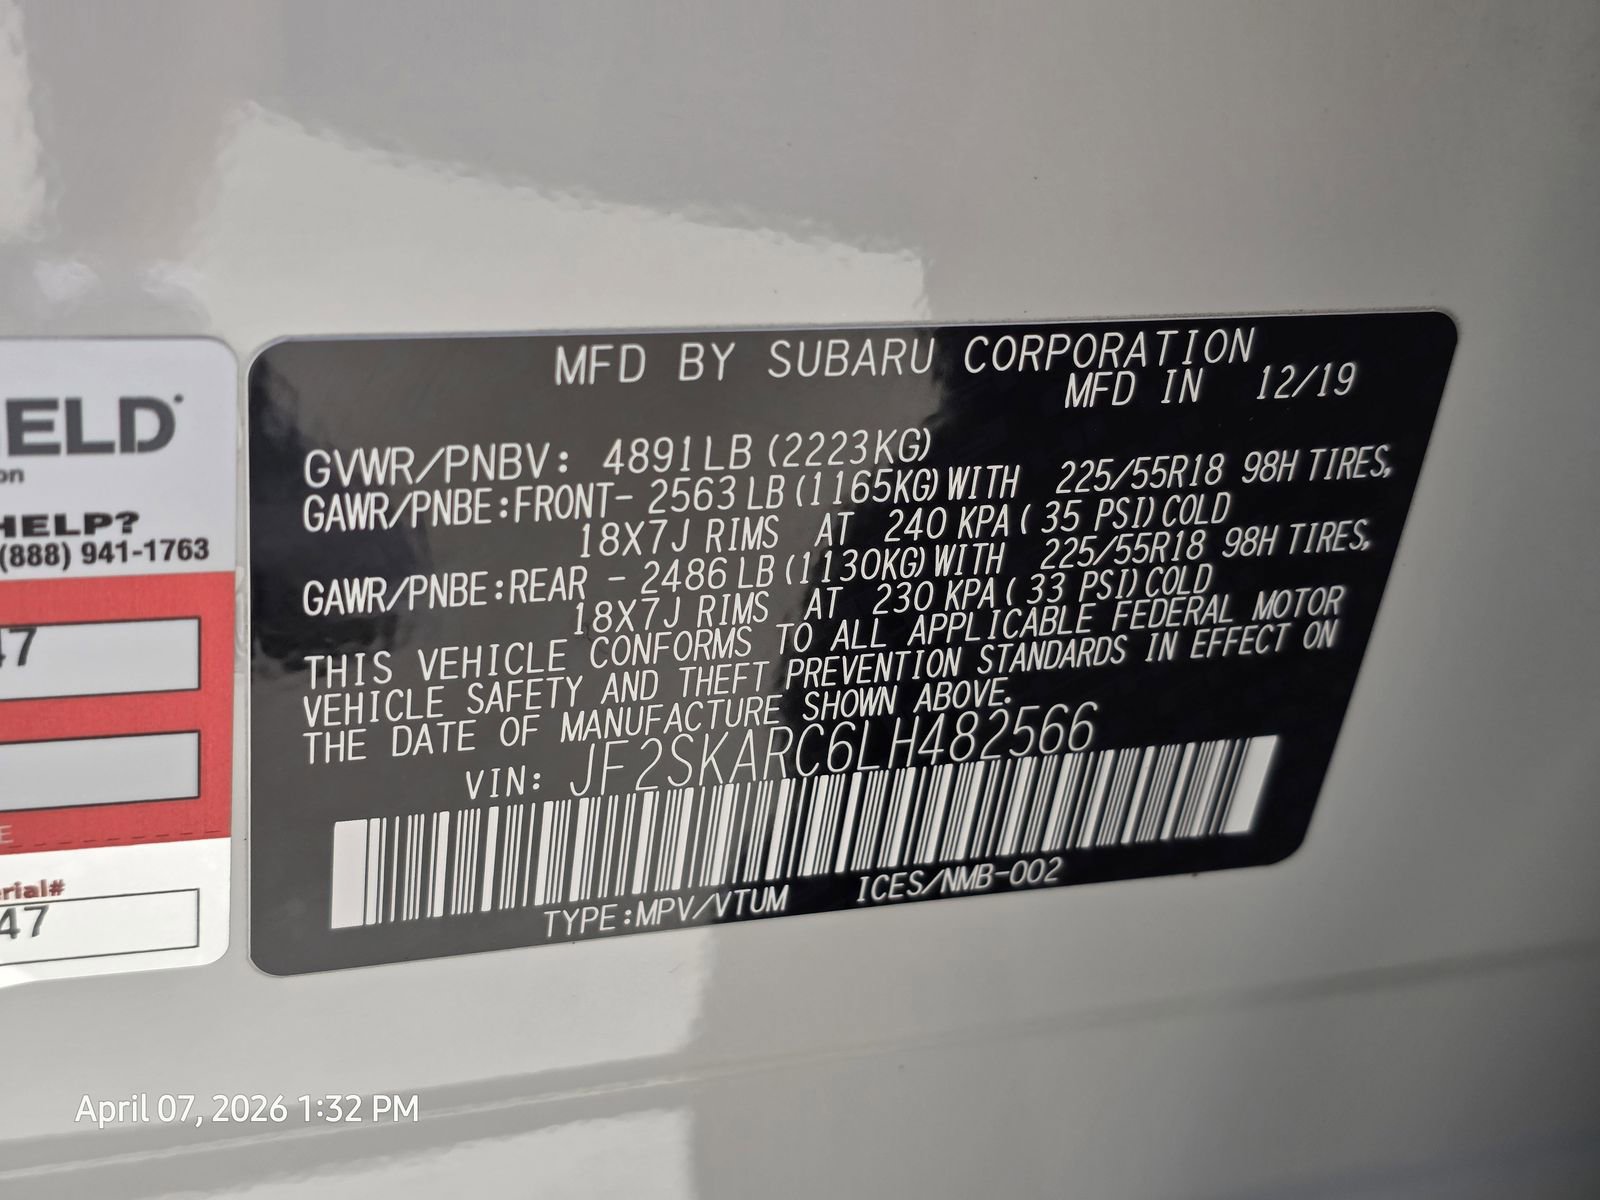 MFD BY SUBARU CORPORATION
MFD IN 12/19
GVWR/PNBV: 4891LB (2223KG)
GAWR/PNBE:FRONT- 2563 LB (1165KG) WITH 225/55R18 98H TIRES,
18X7J RIMS AT 240 KPA ( 35 PSI) COLD
GAWR/PNBE:REAR - 2486 LB (1130KG) WITH 225/55R18 98H TIRES,
18X7J RIMS AT 230 KPA ( 33 PSI) COLD
THIS VEHICLE CONFORMS TO ALL APPLICABLE FEDERAL MOTOR
VEHICLE SAFETY AND THEFT PREVENTION STANDARDS IN EFFECT ON
THE DATE OF MANUFACTURE SHOWN ABOVE.
VIN: JF2SKARC6LH482566
TYPE:MPV/VTUM ICES/NMB-002
ELD
on
HELP?
(888) 941-1763
47
E
rial#
47
April 07, 2026 1:32 PM